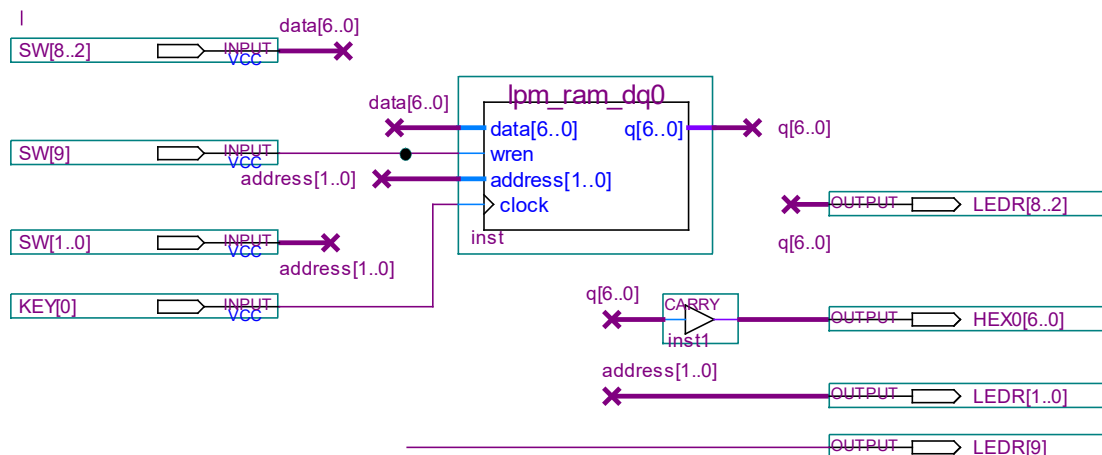 data[6..0]
SW[8..2] INPUT VCC
lpm_ram_dq0
data[6..0]
data[6..0] q[6..0] q[6..0]
SW[9] INPUT VCC
wren
address[1..0]
address[1..0]
clock
OUTPUT LEDR[8..2]
inst
q[6..0]
SW[1..0] INPUT VCC
address[1..0]
KEY[0] INPUT VCC
q[6..0]
CARRY
OUTPUT HEX0[6..0]
inst1
address[1..0]
OUTPUT LEDR[1..0]
OUTPUT LEDR[9]